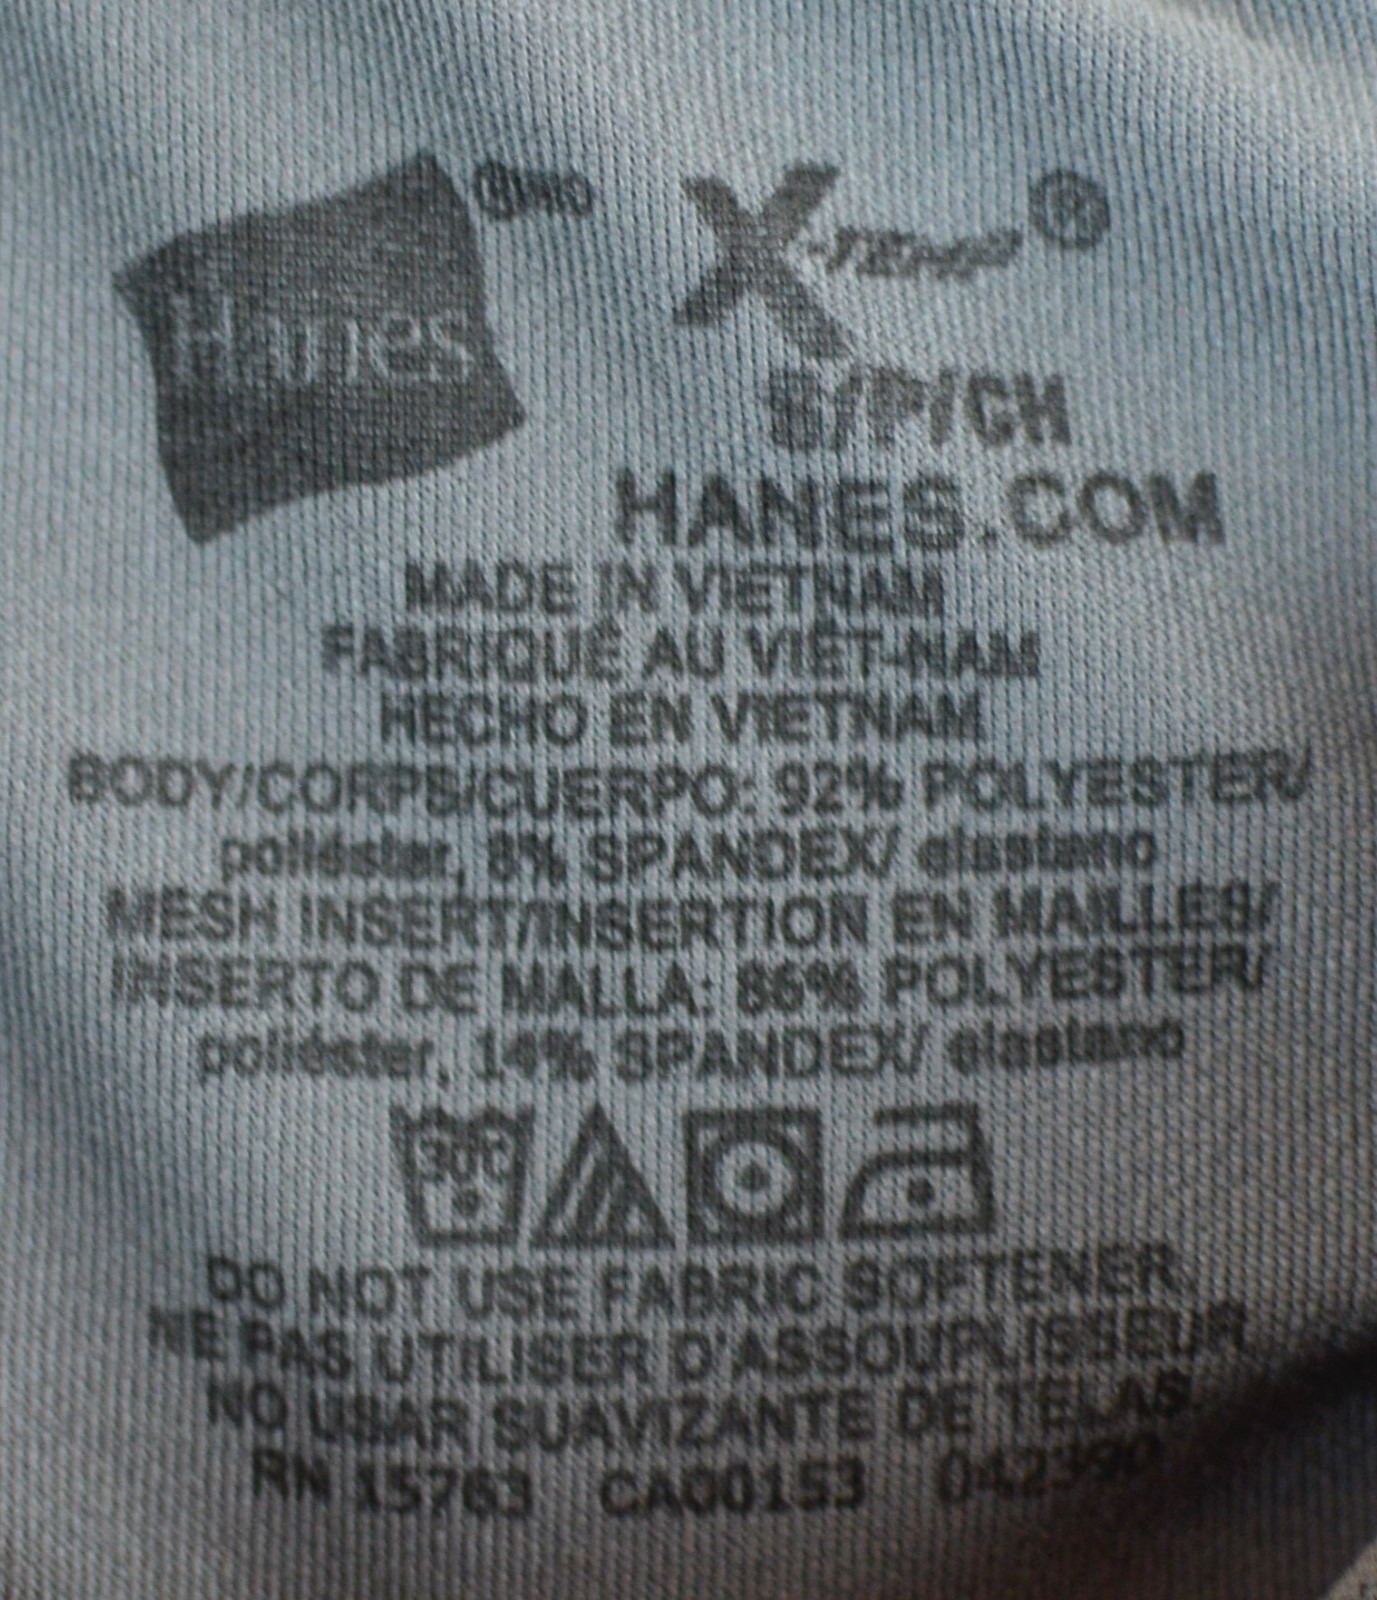 Hanes ® MD
X-TEMP ®
S/P/CH
HANES.COM
MADE IN VIETNAM
FABRIQUÉ AU VIÊT-NAM
HECHO EN VIETNAM
BODY/CORPS/CUERPO: 92% POLYESTER/
poliéster, 8% SPANDEX/ elastano
MESH INSERT/INSERTION EN MAILLES/
INSERTO DE MALLA: 86% POLYESTER/
poliéster, 14% SPANDEX/ elastano
30°C
DO NOT USE FABRIC SOFTENER.
NE PAS UTILISER D'ASSOUPLISSEUR.
NO USAR SUAVIZANTE DE TELAS.
RN 15763 CA00153